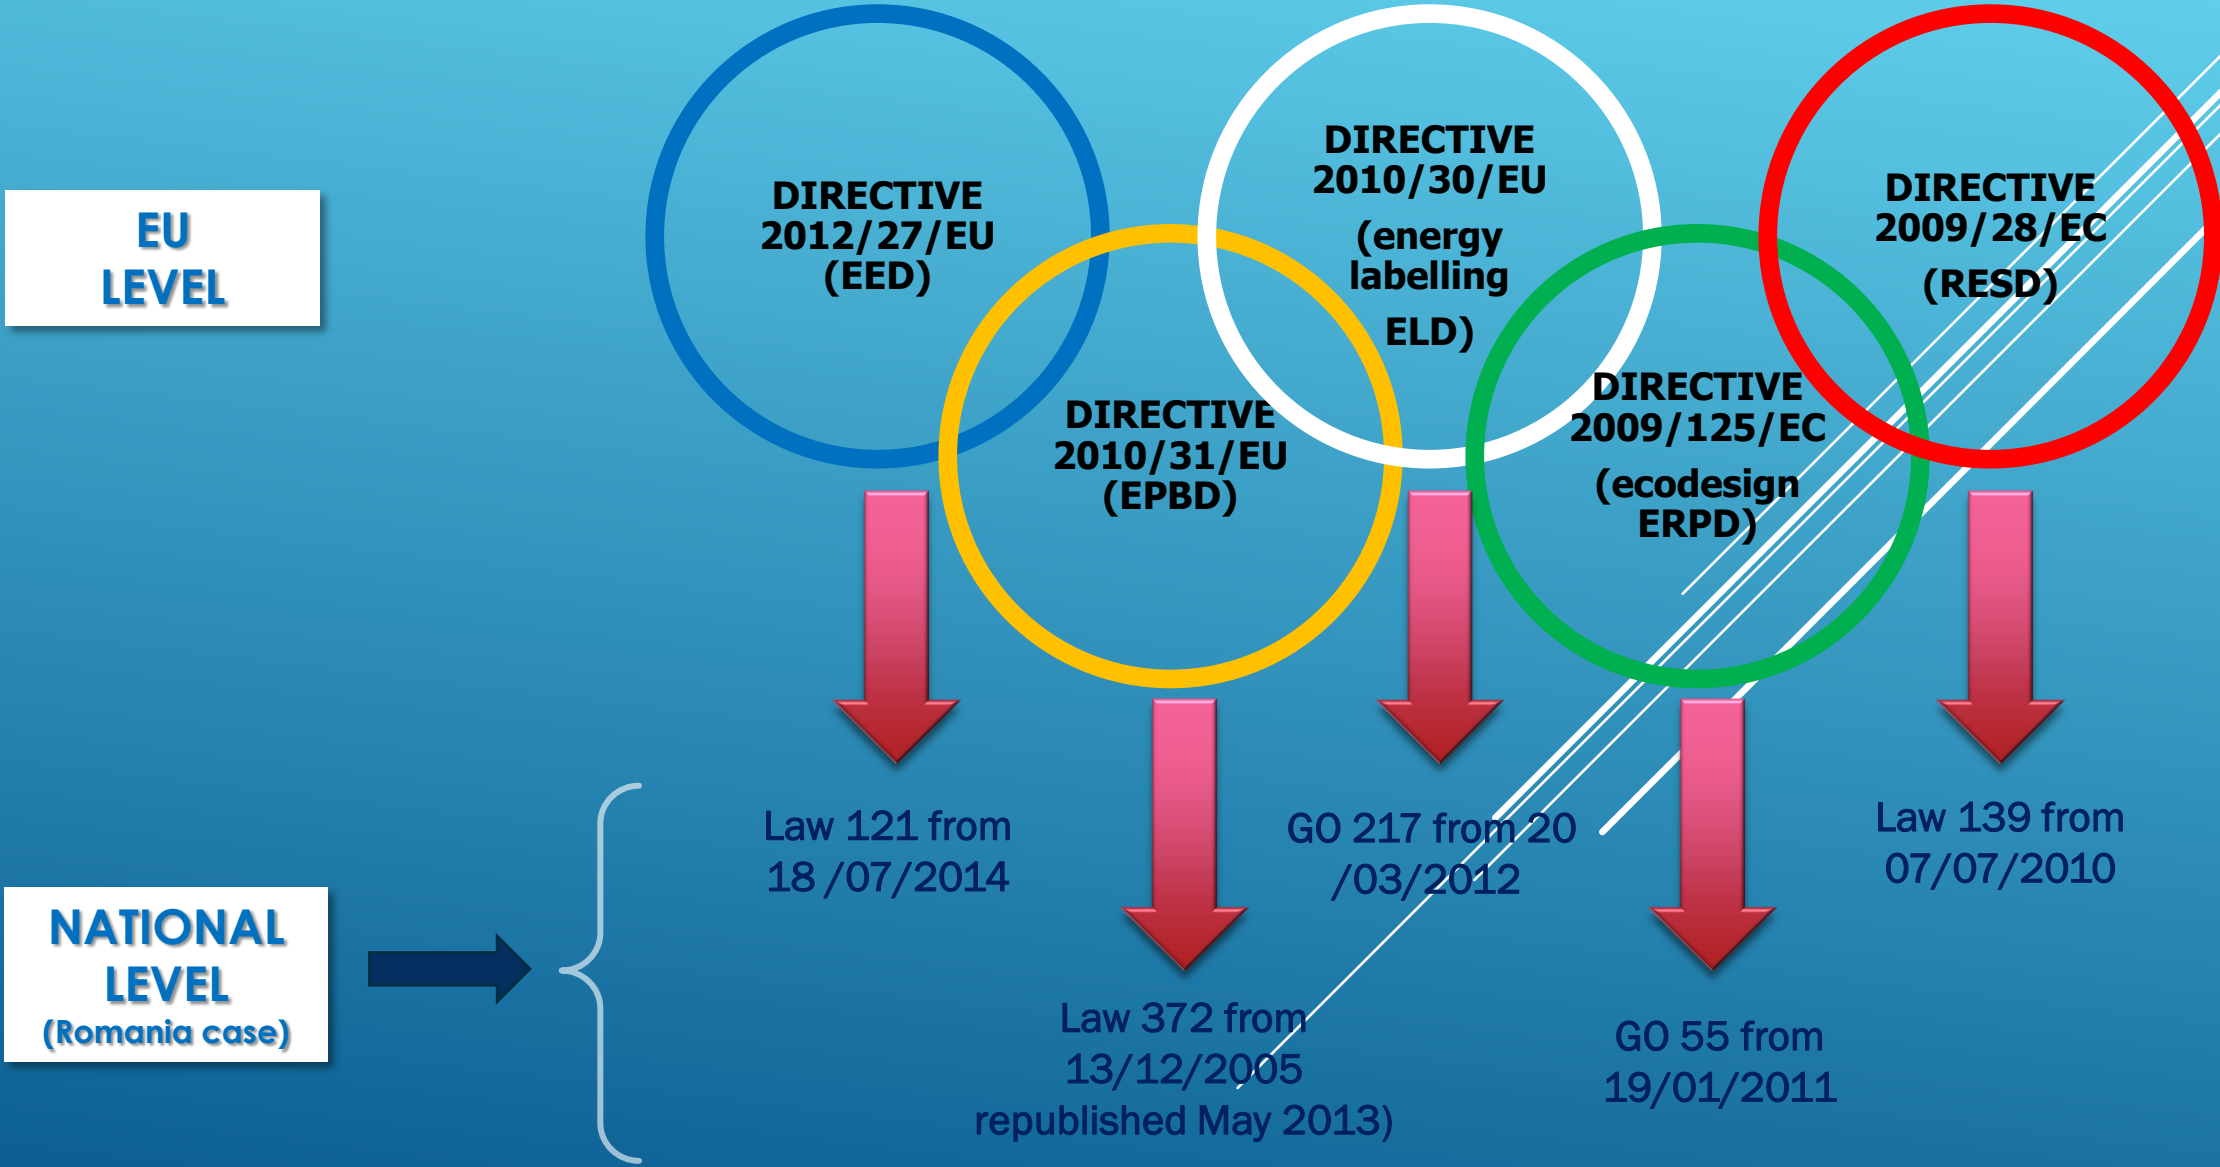 EU
LEVEL
DIRECTIVE
2012/27/EU
(EED)
DIRECTIVE
2010/31/EU
(EPBD)
DIRECTIVE
2010/30/EU
(energy
labelling
ELD)
DIRECTIVE
2009/125/EC
(ecodesign
ERPD)
DIRECTIVE
2009/28/EC
(RESD)
NATIONAL
LEVEL
(Romania case)
Law 121 from
18 /07/2014
Law 372 from
13/12/2005
republished May 2013)
GO 217 from 20
/03/2012
GO 55 from
19/01/2011
Law 139 from
07/07/2010